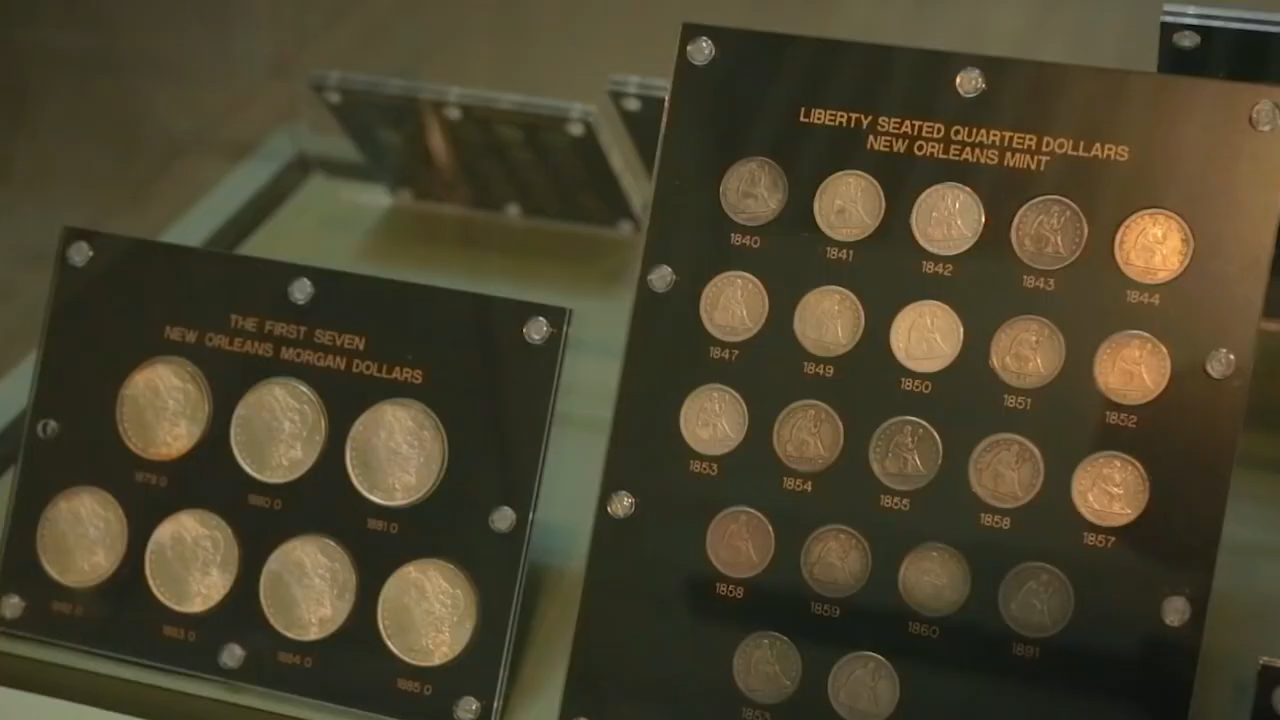 THE FIRST SEVEN
NEW ORLEANS MORGAN DOLLARS
1879 O
1880 O
1881 O
1882 O
1883 O
1884 O
1885 O
LIBERTY SEATED QUARTER DOLLARS
NEW ORLEANS MINT
1840
1841
1842
1843
1844
1847
1849
1850
1851
1852
1853
1854
1855
1858
1857
1858
1859
1860
1891
1853